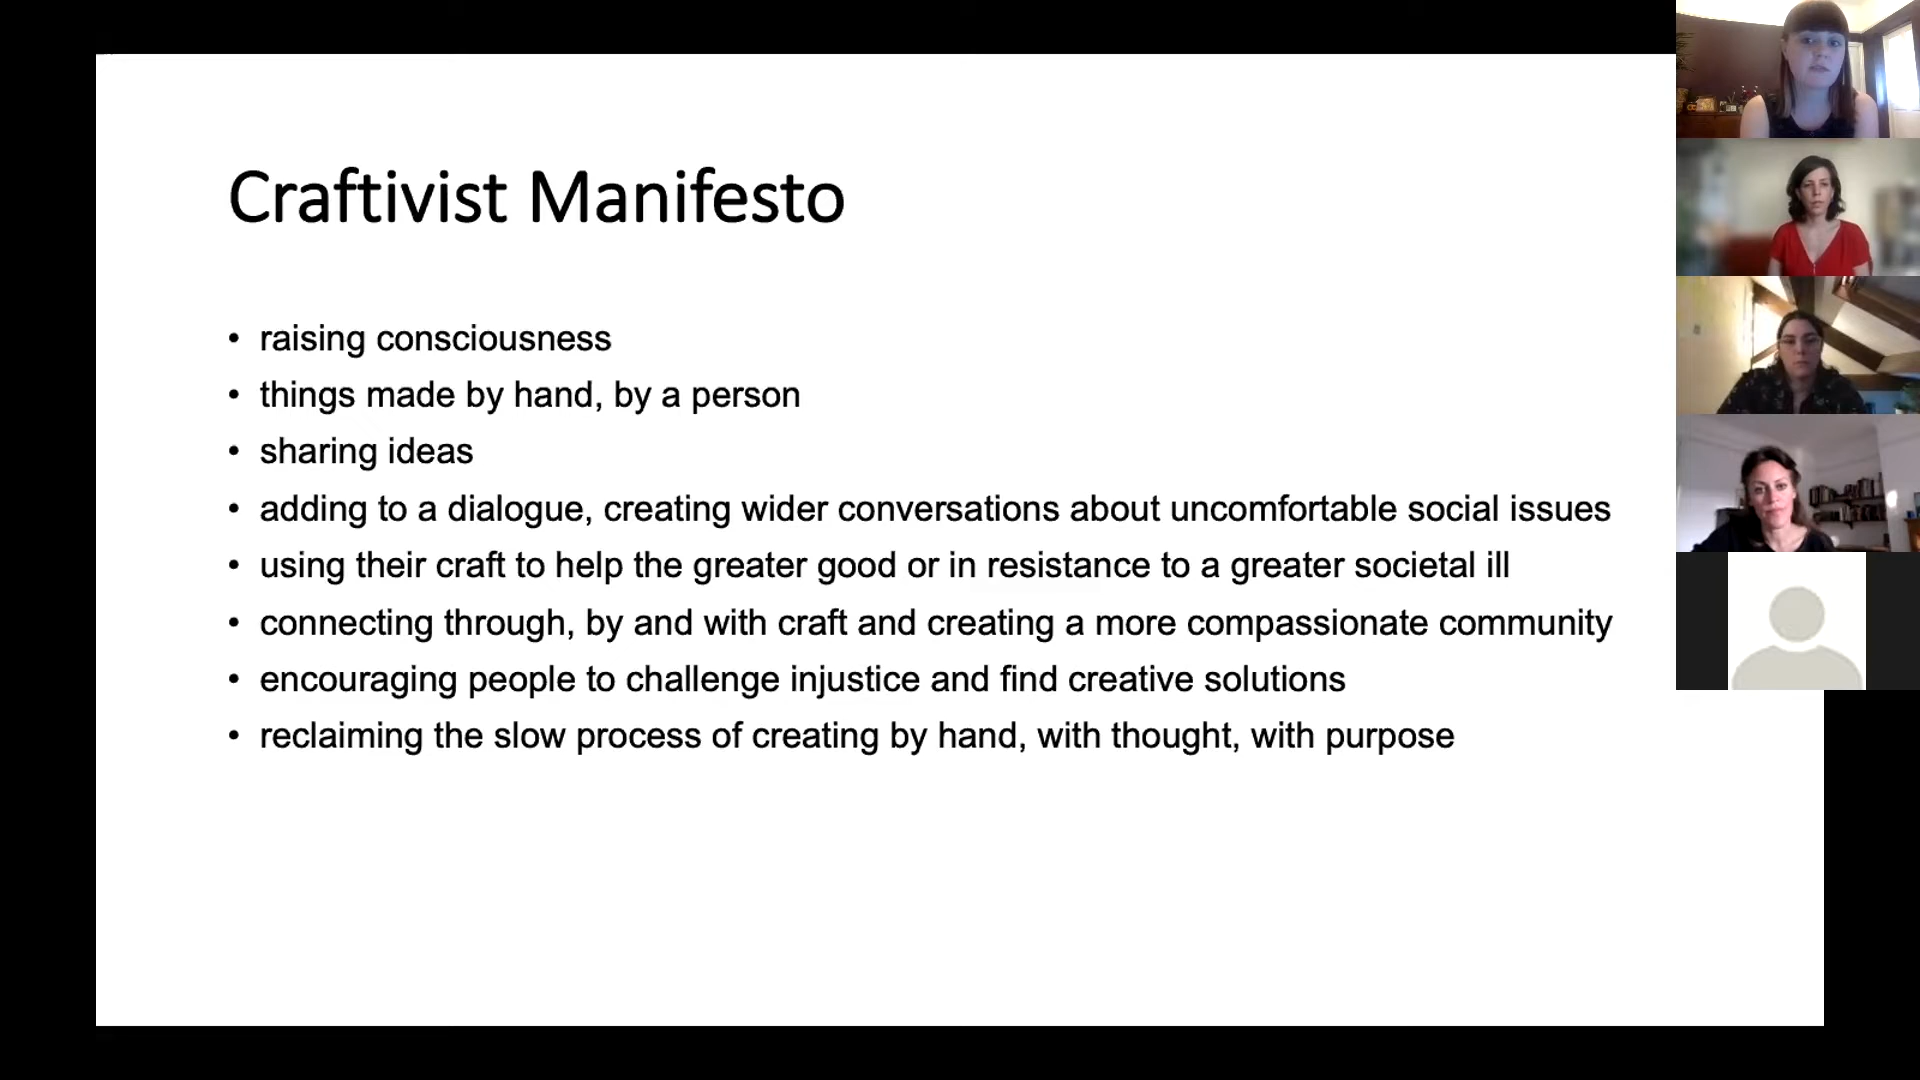 Craftivist Manifesto
• raising consciousness
• things made by hand, by a person
• sharing ideas
• adding to a dialogue, creating wider conversations about uncomfortable social issues
• using their craft to help the greater good or in resistance to a greater societal ill
• connecting through, by and with craft and creating a more compassionate community
• encouraging people to challenge injustice and find creative solutions
• reclaiming the slow process of creating by hand, with thought, with purpose